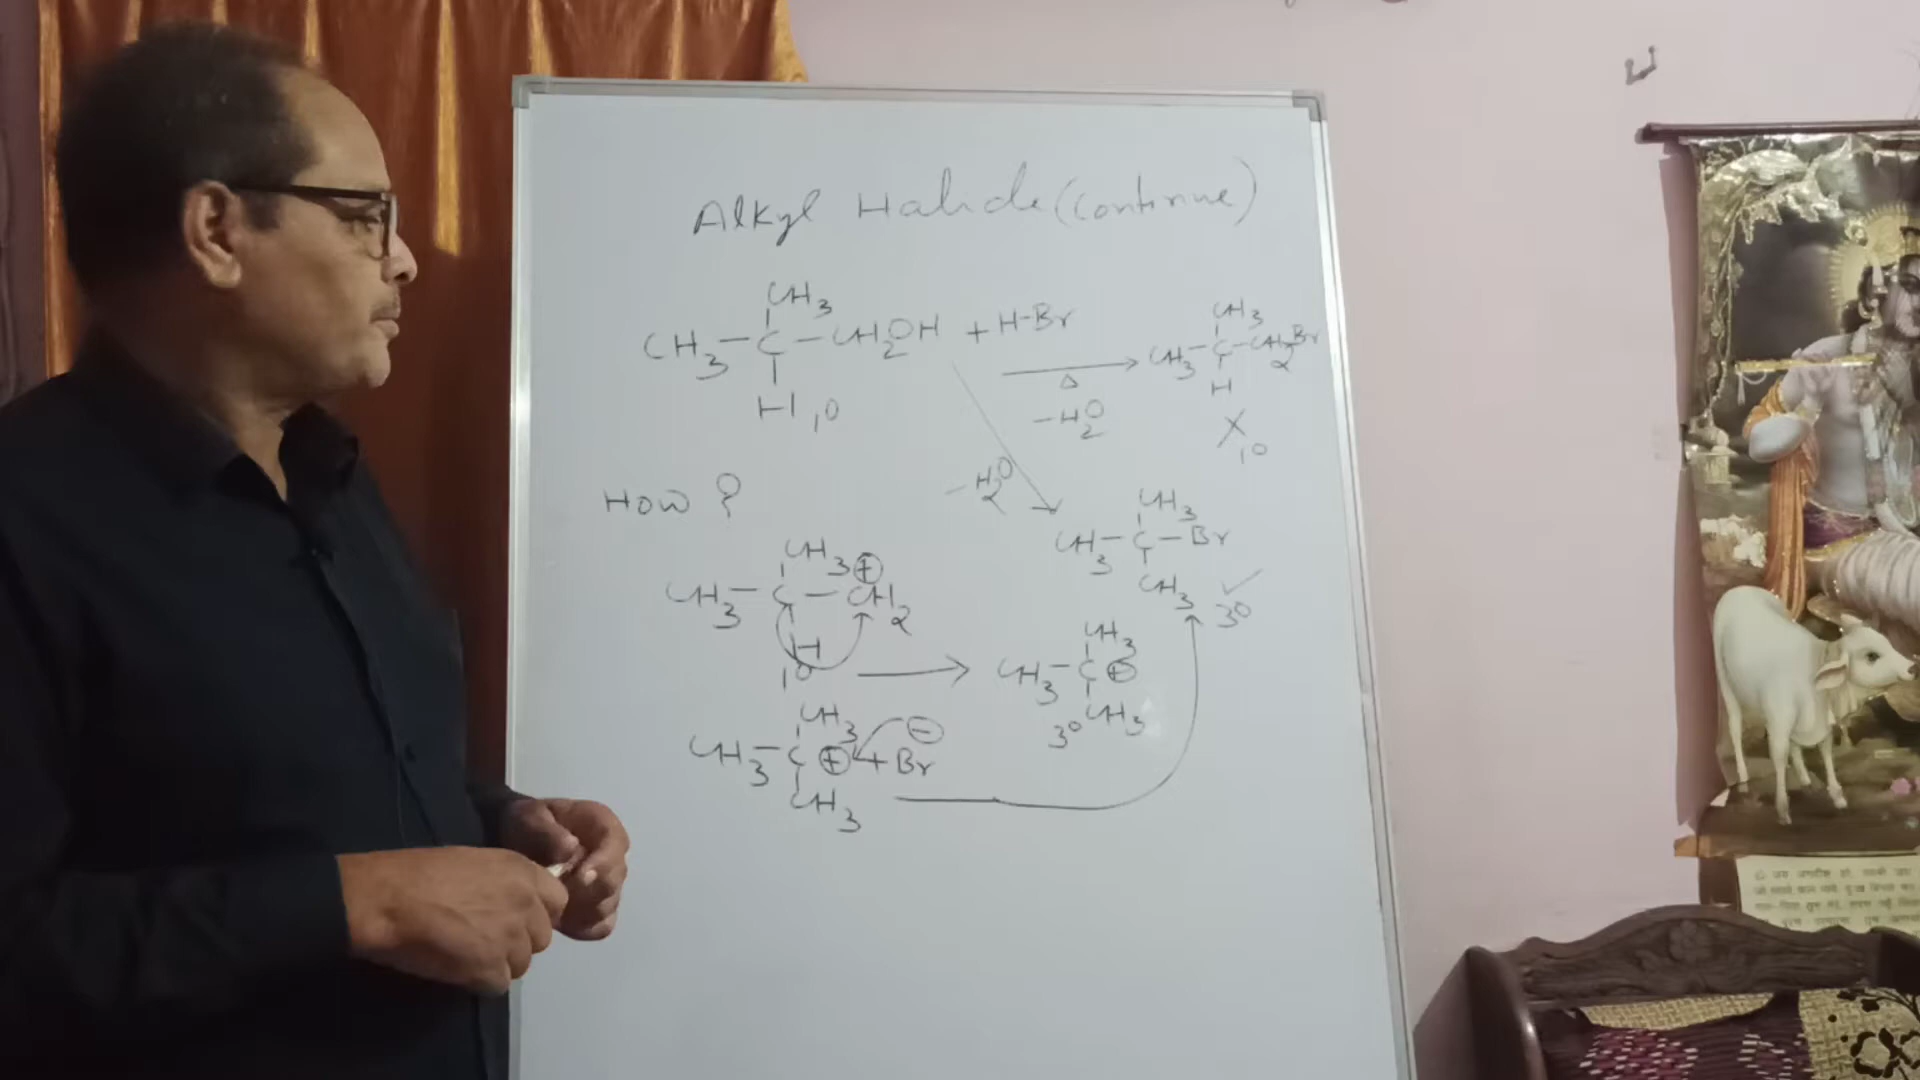 Alkyl Halide (Continue)
CH3
CH3-C-CH2OH + H-Br
H 1°
Δ
-H2O
CH3
CH3-C-CH2Br
H
X
1°
-H2O
CH3
CH3-C-Br
CH3
✓
3°
How ?
CH3 ⊕
CH3-C-CH2
H
1°
CH3
CH3-C⊕
CH3
3°
CH3 ⊖
CH3-C⊕ + Br
CH3